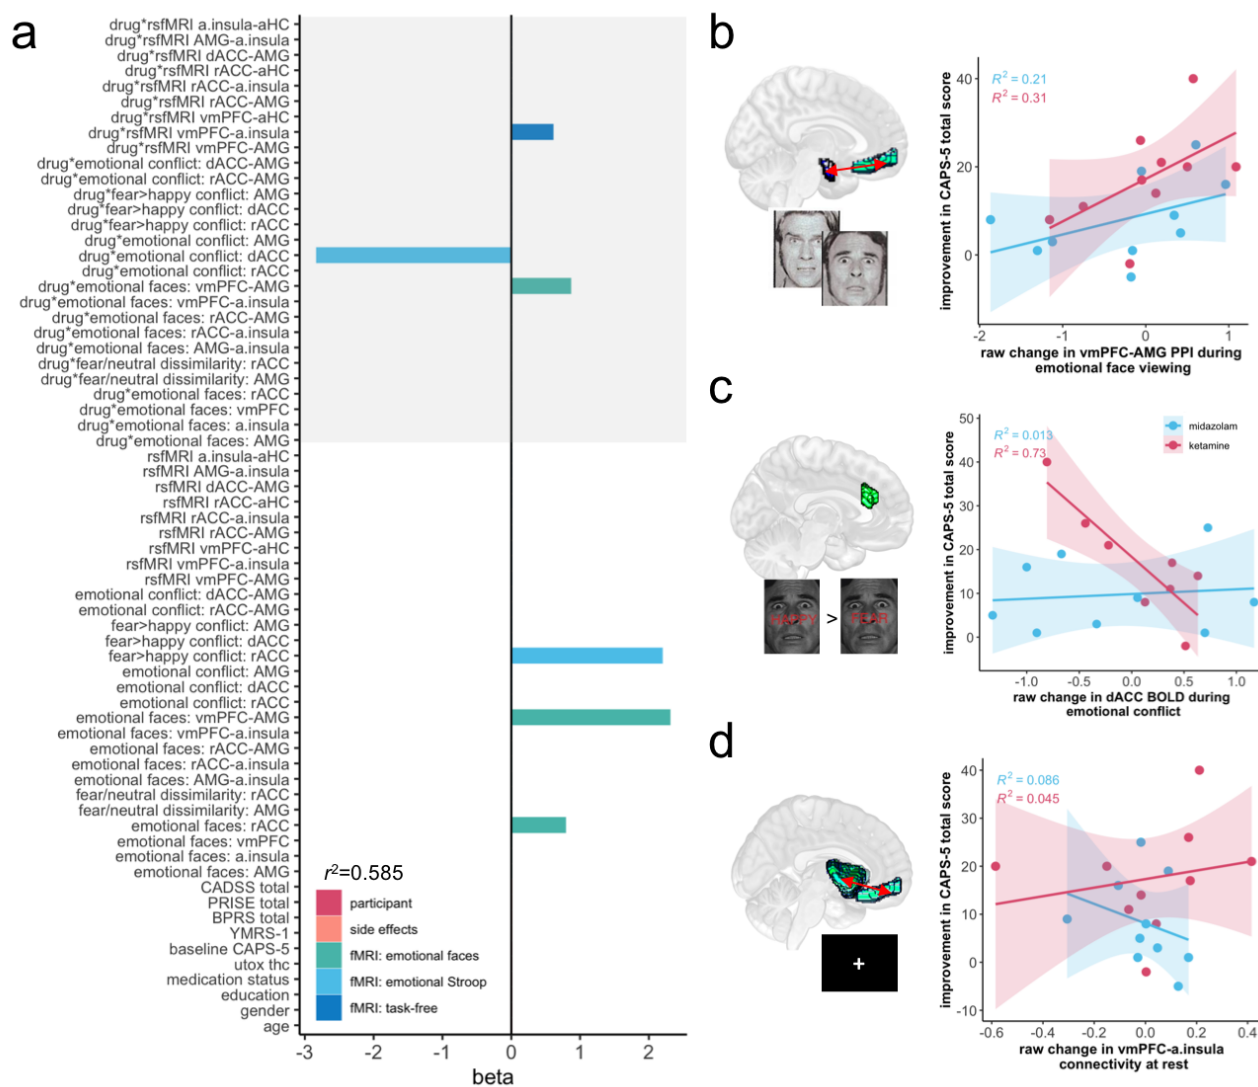 a
drug*rsfMRI a.insula-aHC
drug*rsfMRI AMG-a.insula
drug*rsfMRI dACC-AMG
drug*rsfMRI rACC-aHC
drug*rsfMRI rACC-a.insula
drug*rsfMRI rACC-AMG
drug*rsfMRI vmPFC-aHC
drug*rsfMRI vmPFC-a.insula
drug*rsfMRI vmPFC-AMG
drug*emotional conflict: dACC-AMG
drug*emotional conflict: rACC-AMG
drug*fear>happy conflict: AMG
drug*fear>happy conflict: dACC
drug*fear>happy conflict: rACC
drug*emotional conflict: AMG
drug*emotional conflict: dACC
drug*emotional conflict: rACC
drug*emotional faces: vmPFC-AMG
drug*emotional faces: vmPFC-a.insula
drug*emotional faces: rACC-AMG
drug*emotional faces: rACC-a.insula
drug*emotional faces: AMG-a.insula
drug*fear/neutral dissimilarity: rACC
drug*fear/neutral dissimilarity: AMG
drug*emotional faces: rACC
drug*emotional faces: vmPFC
drug*emotional faces: a.insula
drug*emotional faces: AMG
rsfMRI a.insula-aHC
rsfMRI AMG-a.insula
rsfMRI dACC-AMG
rsfMRI rACC-aHC
rsfMRI rACC-a.insula
rsfMRI rACC-AMG
rsfMRI vmPFC-aHC
rsfMRI vmPFC-a.insula
rsfMRI vmPFC-AMG
emotional conflict: dACC-AMG
emotional conflict: rACC-AMG
fear>happy conflict: AMG
fear>happy conflict: dACC
fear>happy conflict: rACC
emotional conflict: AMG
emotional conflict: dACC
emotional conflict: rACC
emotional faces: vmPFC-AMG
emotional faces: vmPFC-a.insula
emotional faces: rACC-AMG
emotional faces: rACC-a.insula
emotional faces: AMG-a.insula
fear/neutral dissimilarity: rACC
fear/neutral dissimilarity: AMG
emotional faces: rACC
emotional faces: vmPFC
emotional faces: a.insula
emotional faces: AMG
CADSS total
PRISE total
BPRS total
YMRS-1
baseline CAPS-5
utox thc
medication status
education
gender
age
r²=0.585
participant
side effects
fMRI: emotional faces
fMRI: emotional Stroop
fMRI: task-free
-3 -2 -1 0 1 2
beta
b
improvement in CAPS-5 total score
40
20
0
R² = 0.21
R² = 0.31
-2 -1 0 1
raw change in vmPFC-AMG PPI during
emotional face viewing
c
HAPPY > FEAR
improvement in CAPS-5 total score
50
40
30
20
10
0
R² = 0.013
R² = 0.73
midazolam
ketamine
-1.0 -0.5 0.0 0.5 1.0
raw change in dACC BOLD during
emotional conflict
d
+
improvement in CAPS-5 total score
40
30
20
10
0
-10
R² = 0.086
R² = 0.045
-0.6 -0.4 -0.2 0.0 0.2 0.4
raw change in vmPFC-a.insula
connectivity at rest